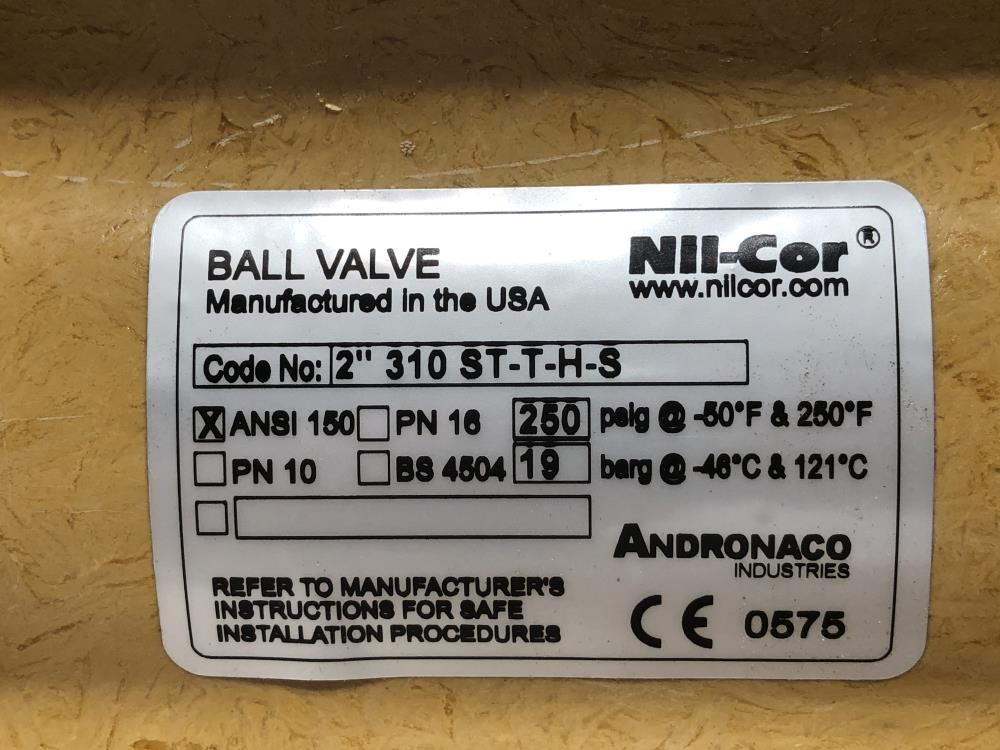 BALL VALVE
Manufactured in the USA
Nil-Cor®
www.nilcor.com
Code No: 2" 310 ST-T-H-S
X ANSI 150 PN 16 250 psig @ -50°F & 250°F
PN 10 BS 4504 19 barg @ -46°C & 121°C
ANDRONACO
INDUSTRIES
REFER TO MANUFACTURER'S
INSTRUCTIONS FOR SAFE
INSTALLATION PROCEDURES
CE 0575